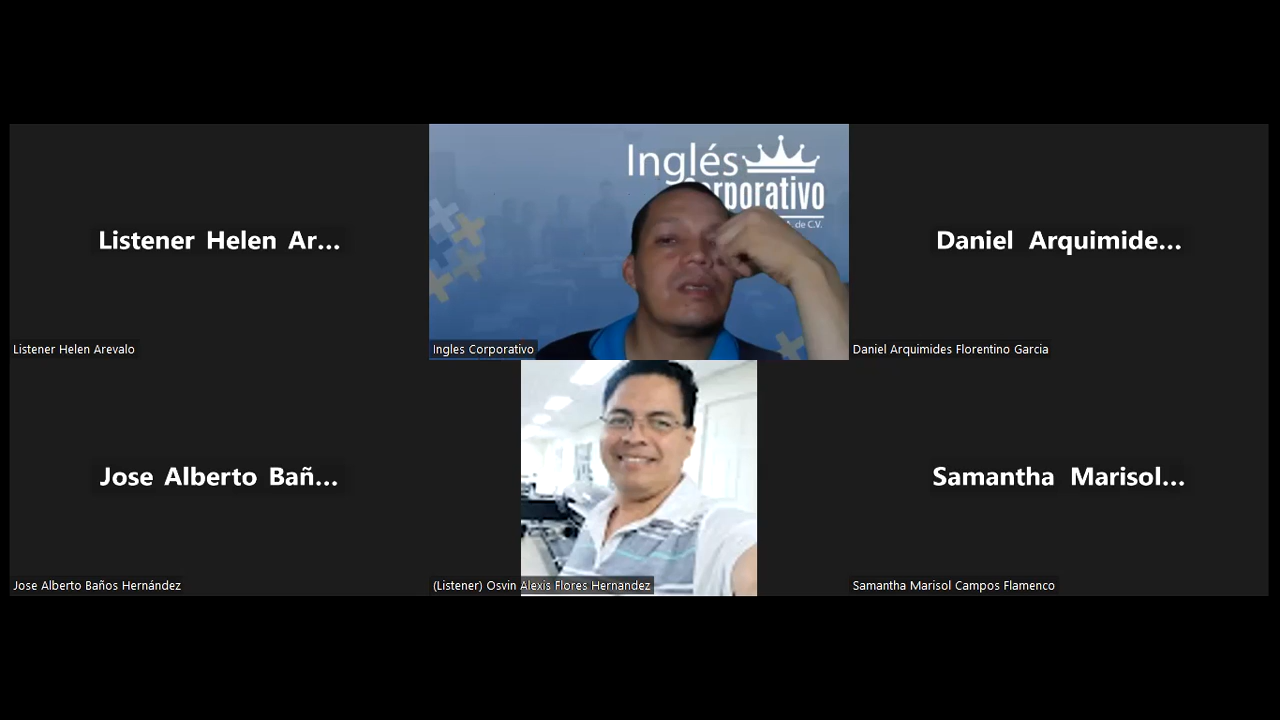 Listener Helen Ar...
Listener Helen Arevalo
Inglés
Corporativo
A. de C.V.
Ingles Corporativo
Daniel Arquimide...
Daniel Arquimides Florentino Garcia
Jose Alberto Bañ...
Jose Alberto Baños Hernández
(Listener) Osvin Alexis Flores Hernandez
Samantha Marisol...
Samantha Marisol Campos Flamenco